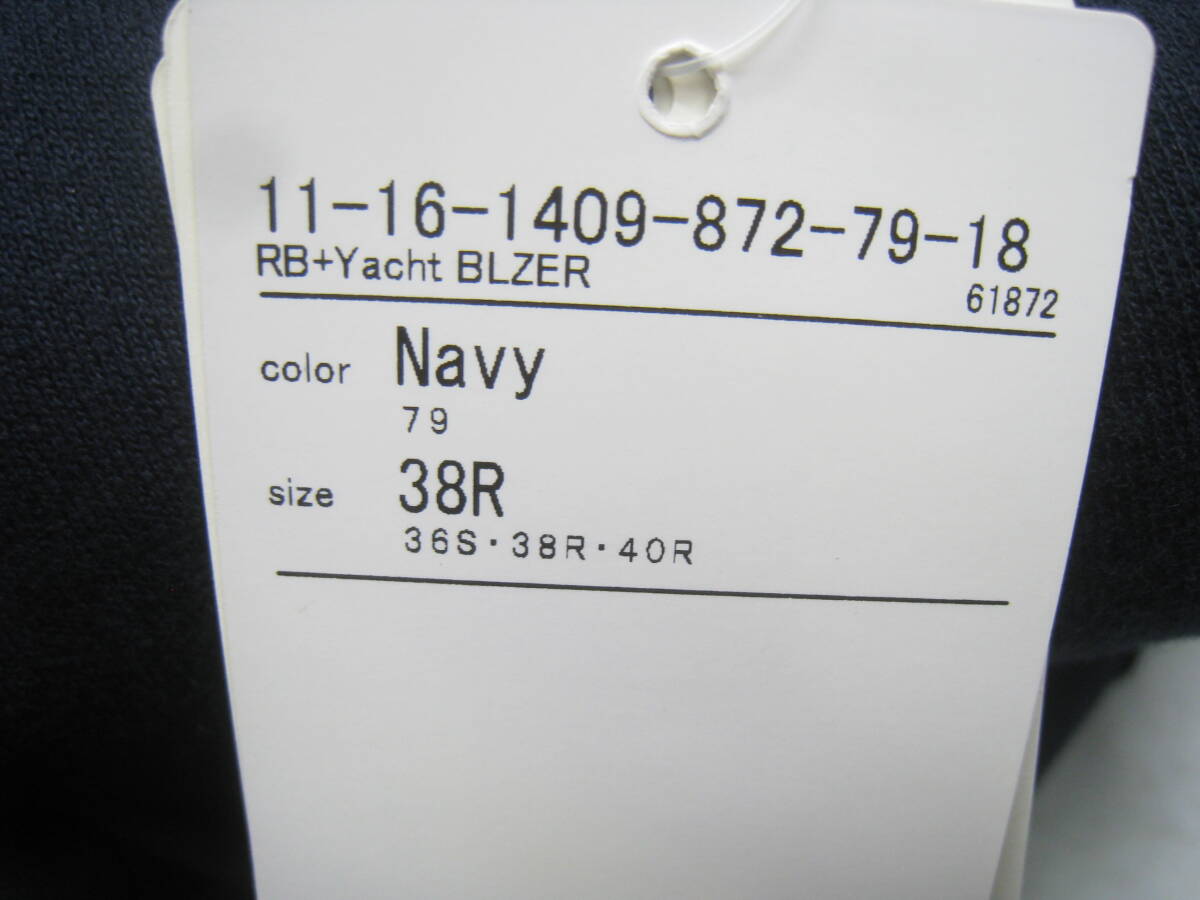 11-16-1409-872-79-18
RB+Yacht BLZER
61872
color Navy
79
size 38R
36S・38R・40R